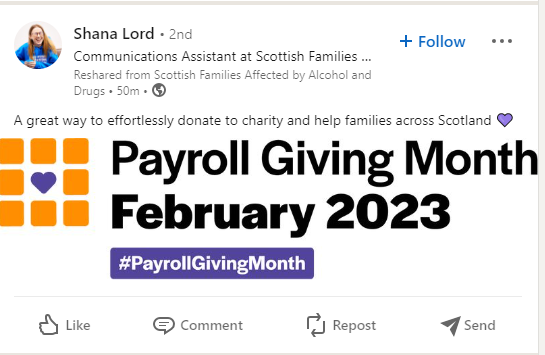 Shana Lord • 2nd
Communications Assistant at Scottish Families ...
Reshared from Scottish Families Affected by Alcohol and
Drugs • 50m •
+ Follow
A great way to effortlessly donate to charity and help families across Scotland 💜
Payroll Giving Month
February 2023
#PayrollGivingMonth
Like
Comment
Repost
Send